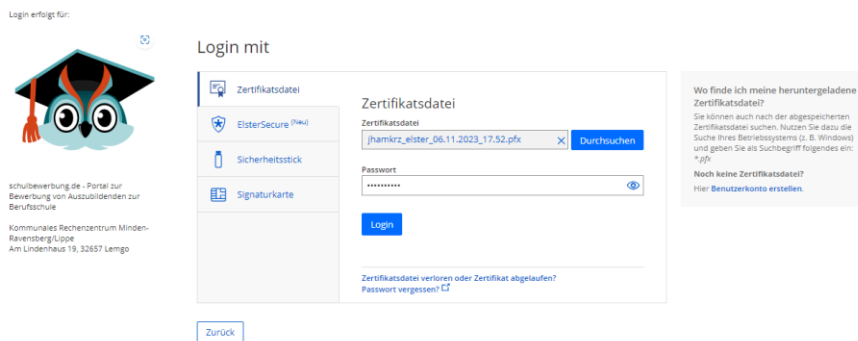 Login erfolgt für:
schulbewerbung.de - Portal zur
Bewerbung von Auszubildenden zur
Berufsschule
Kommunales Rechenzentrum Minden-
Ravensberg/Lippe
Am Lindenhaus 19, 32657 Lemgo
Login mit
Zertifikatsdatei
ElsterSecure (Neu)
Sicherheitsstick
Signaturkarte
Zertifikatsdatei
Zertifikatsdatei
jhamkrz_elster_06.11.2023_17.52.pfx
Durchsuchen
Passwort
••••••••••
Login
Zertifikatsdatei verloren oder Zertifikat abgelaufen?
Passwort vergessen?
Zurück
Wo finde ich meine heruntergeladene
Zertifikatsdatei?
Sie können auch nach der abgespeicherten
Zertifikatsdatei suchen. Nutzen Sie dazu die
Suche Ihres Betriebssystems (z. B. Windows)
und geben Sie als Suchbegriff folgendes ein:
*.pfx
Noch keine Zertifikatsdatei?
Hier Benutzerkonto erstellen.